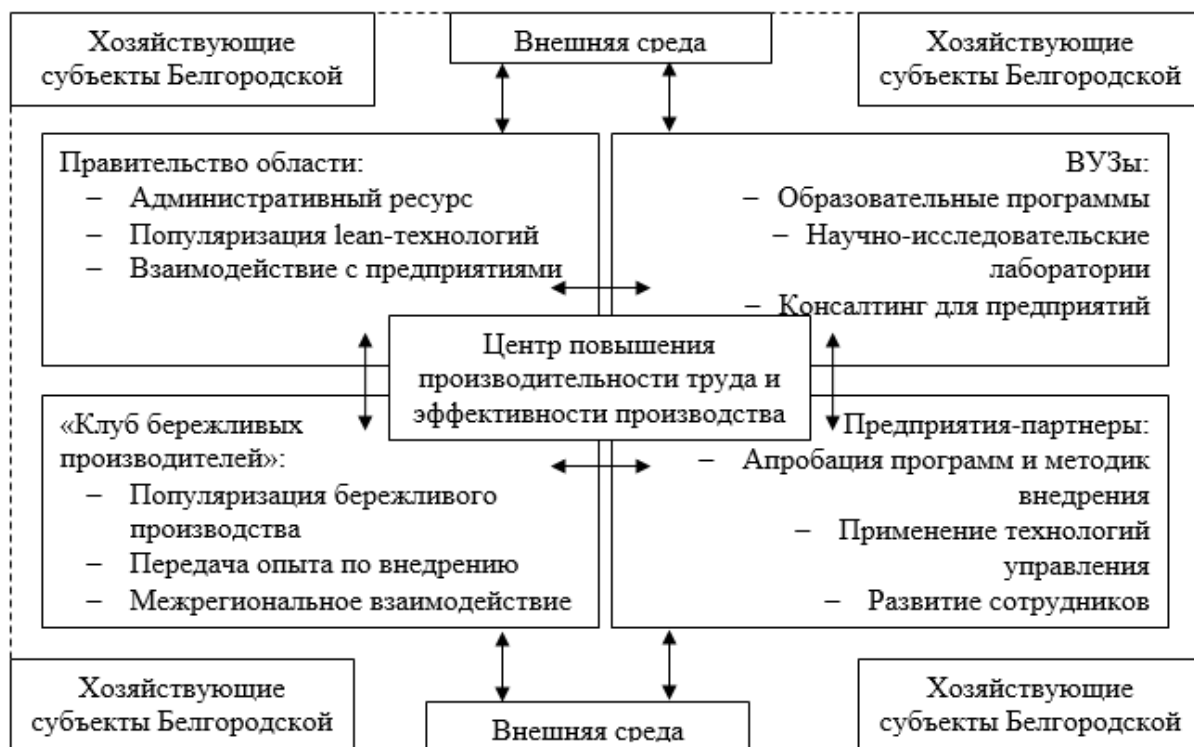 Хозяйствующие
субъекты Белгородской
Внешняя среда
Хозяйствующие
субъекты Белгородской
Правительство области:
– Административный ресурс
– Популяризация lean-технологий
– Взаимодействие с предприятиями
ВУЗы:
– Образовательные программы
– Научно-исследовательские
лаборатории
– Консалтинг для предприятий
Центр повышения
производительности труда и
эффективности производства
«Клуб бережливых
производителей»:
– Популяризация бережливого
производства
– Передача опыта по внедрению
– Межрегиональное взаимодействие
Предприятия-партнеры:
– Апробация программ и методик
внедрения
– Применение технологий
управления
– Развитие сотрудников
Хозяйствующие
субъекты Белгородской
Внешняя среда
Хозяйствующие
субъекты Белгородской